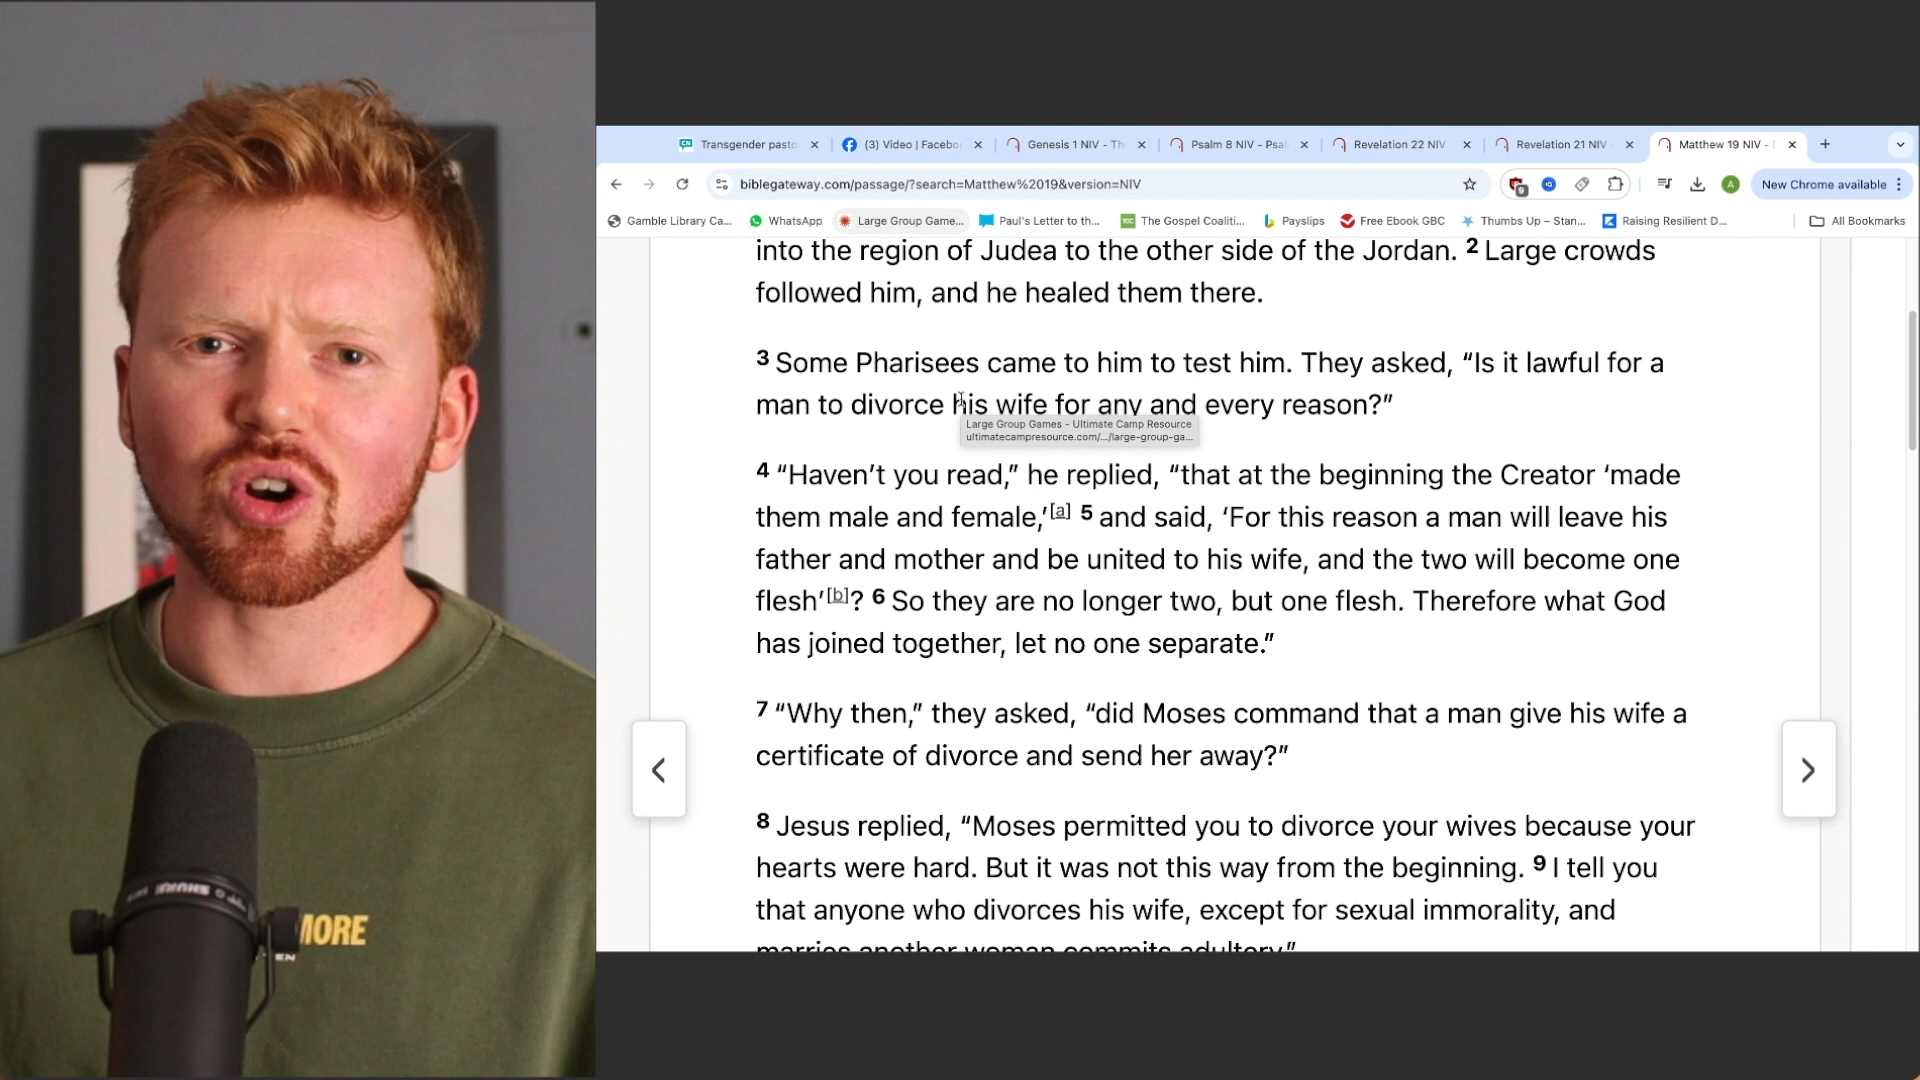 Transgender pasto
(3) Video | Facebo
Genesis 1 NIV - Th
Psalm 8 NIV - Psal
Revelation 22 NIV
Revelation 21 NIV -
Matthew 19 NIV -
biblegateway.com/passage/?search=Matthew%2019&version=NIV
9
A
New Chrome available
Gamble Library Ca...
WhatsApp
Large Group Game...
Paul's Letter to th...
TGC
The Gospel Coaliti...
Payslips
Free Ebook GBC
Thumbs Up – Stan...
Raising Resilient D...
All Bookmarks
into the region of Judea to the other side of the Jordan. 2 Large crowds
followed him, and he healed them there.
3 Some Pharisees came to him to test him. They asked, “Is it lawful for a
man to divorce his wife for any and every reason?”
Large Group Games - Ultimate Camp Resource
ultimatecampresource.com/.../large-group-ga...
4 “Haven’t you read,” he replied, “that at the beginning the Creator ‘made
them male and female,’[a] 5 and said, ‘For this reason a man will leave his
father and mother and be united to his wife, and the two will become one
flesh’[b]? 6 So they are no longer two, but one flesh. Therefore what God
has joined together, let no one separate.”
7 “Why then,” they asked, “did Moses command that a man give his wife a
certificate of divorce and send her away?”
8 Jesus replied, “Moses permitted you to divorce your wives because your
hearts were hard. But it was not this way from the beginning. 9 I tell you
that anyone who divorces his wife, except for sexual immorality, and
marries another woman commits adultery.”
SHURE
MORE
EN